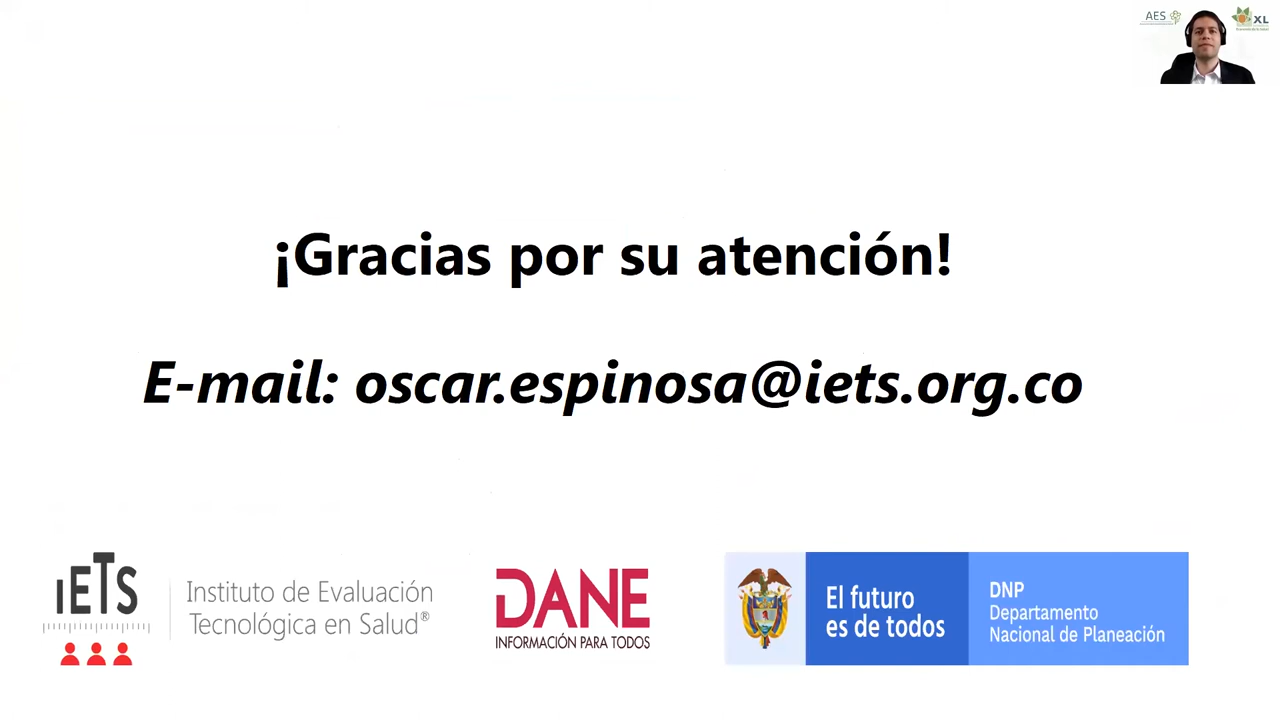 AES
XL
¡Gracias por su atención!
E-mail: oscar.espinosa@iets.org.co
iETS
Instituto de Evaluación
Tecnológica en Salud®
DANE
INFORMACIÓN PARA TODOS
El futuro
es de todos
DNP
Departamento
Nacional de Planeación